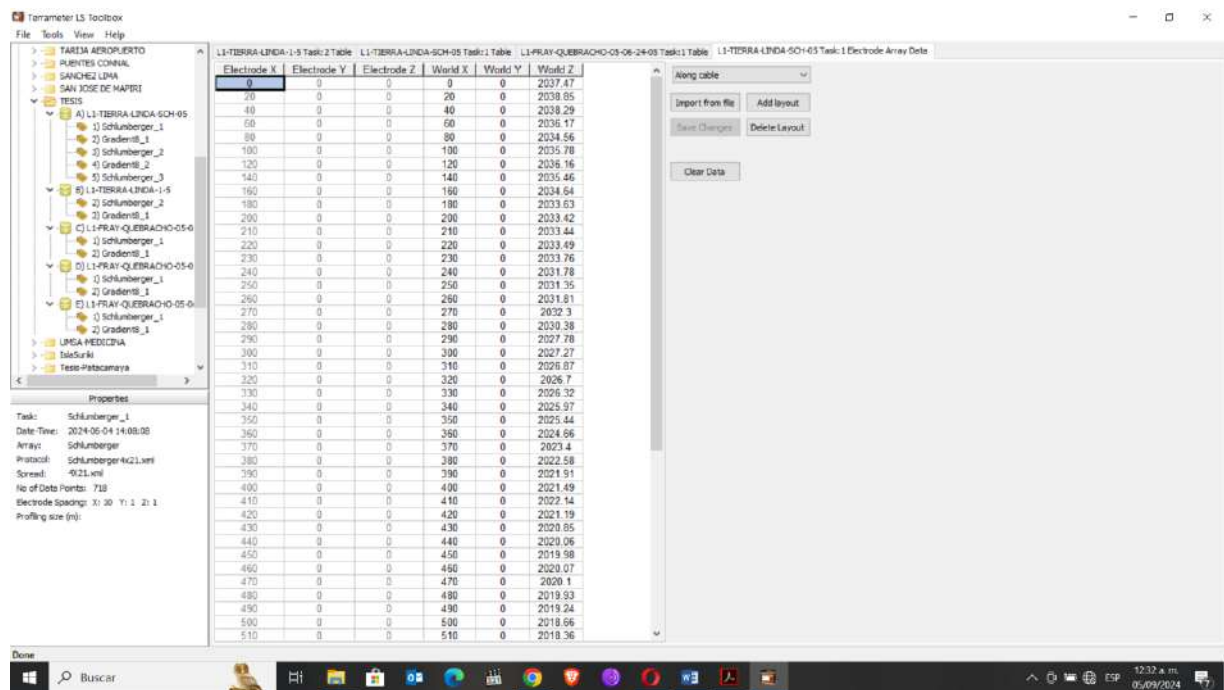 Terrameter LS Toolbox
File Tools View Help
TARIJA AEROPUERTO
PUENTES CONNAL
SANCHEZ LIMA
SAN JOSE DE MAPIRI
TESIS
A) L1-TIERRA-LINDA-SCH-05
1) Schlumberger_1
2) Gradient8_1
3) Schlumberger_2
4) Gradient8_2
5) Schlumberger_3
B) L1-TIERRA-LINDA-1-5
2) Schlumberger_2
3) Gradient8_1
C) L1-FRAY-QUEBRACHO-05-0
1) Schlumberger_1
2) Gradient8_1
D) L1-FRAY-QUEBRACHO-05-0
1) Schlumberger_1
2) Gradient8_1
E) L1-FRAY-QUEBRACHO-05-0
1) Schlumberger_1
2) Gradient8_1
UMSA-MEDICINA
IslaSuriki
Tesis-Patacamaya
Properties
Task: Schlumberger_1
Date-Time: 2024-06-04 14:08:08
Array: Schlumberger
Protocol: Schlumberger4x21.xml
Spread: 4X21.xml
No of Data Points: 718
Electrode Spacing: X: 10 Y: 1 Z: 1
Profiling size (m):
L1-TIERRA-LINDA-1-5 Task: 2 Table L1-TIERRA-LINDA-SCH-05 Task: 1 Table L1-FRAY-QUEBRACHO-05-06-24-05 Task: 1 Table L1-TIERRA-LINDA-SCH-05 Task: 1 Electrode Array Data
Electrode X Electrode Y Electrode Z World X World Y World Z
0 0 0 0 0 2037.47
20 0 0 20 0 2038.85
40 0 0 40 0 2038.29
60 0 0 60 0 2036.17
80 0 0 80 0 2034.56
100 0 0 100 0 2035.78
120 0 0 120 0 2036.16
140 0 0 140 0 2035.46
160 0 0 160 0 2034.64
180 0 0 180 0 2033.63
200 0 0 200 0 2033.42
210 0 0 210 0 2033.44
220 0 0 220 0 2033.49
230 0 0 230 0 2033.76
240 0 0 240 0 2031.78
250 0 0 250 0 2031.35
260 0 0 260 0 2031.81
270 0 0 270 0 2032.3
280 0 0 280 0 2030.38
290 0 0 290 0 2027.78
300 0 0 300 0 2027.27
310 0 0 310 0 2026.87
320 0 0 320 0 2026.7
330 0 0 330 0 2026.32
340 0 0 340 0 2025.97
350 0 0 350 0 2025.44
360 0 0 360 0 2024.66
370 0 0 370 0 2023.4
380 0 0 380 0 2022.58
390 0 0 390 0 2021.91
400 0 0 400 0 2021.49
410 0 0 410 0 2022.14
420 0 0 420 0 2021.19
430 0 0 430 0 2020.85
440 0 0 440 0 2020.06
450 0 0 450 0 2019.98
460 0 0 460 0 2020.07
470 0 0 470 0 2020.1
480 0 0 480 0 2019.93
490 0 0 490 0 2019.24
500 0 0 500 0 2018.66
510 0 0 510 0 2018.36
Along cable
Import from file Add layout
Save Changes Delete Layout
Clear Data
Done
Buscar
ESP
12:32 a. m.
05/09/2024
7